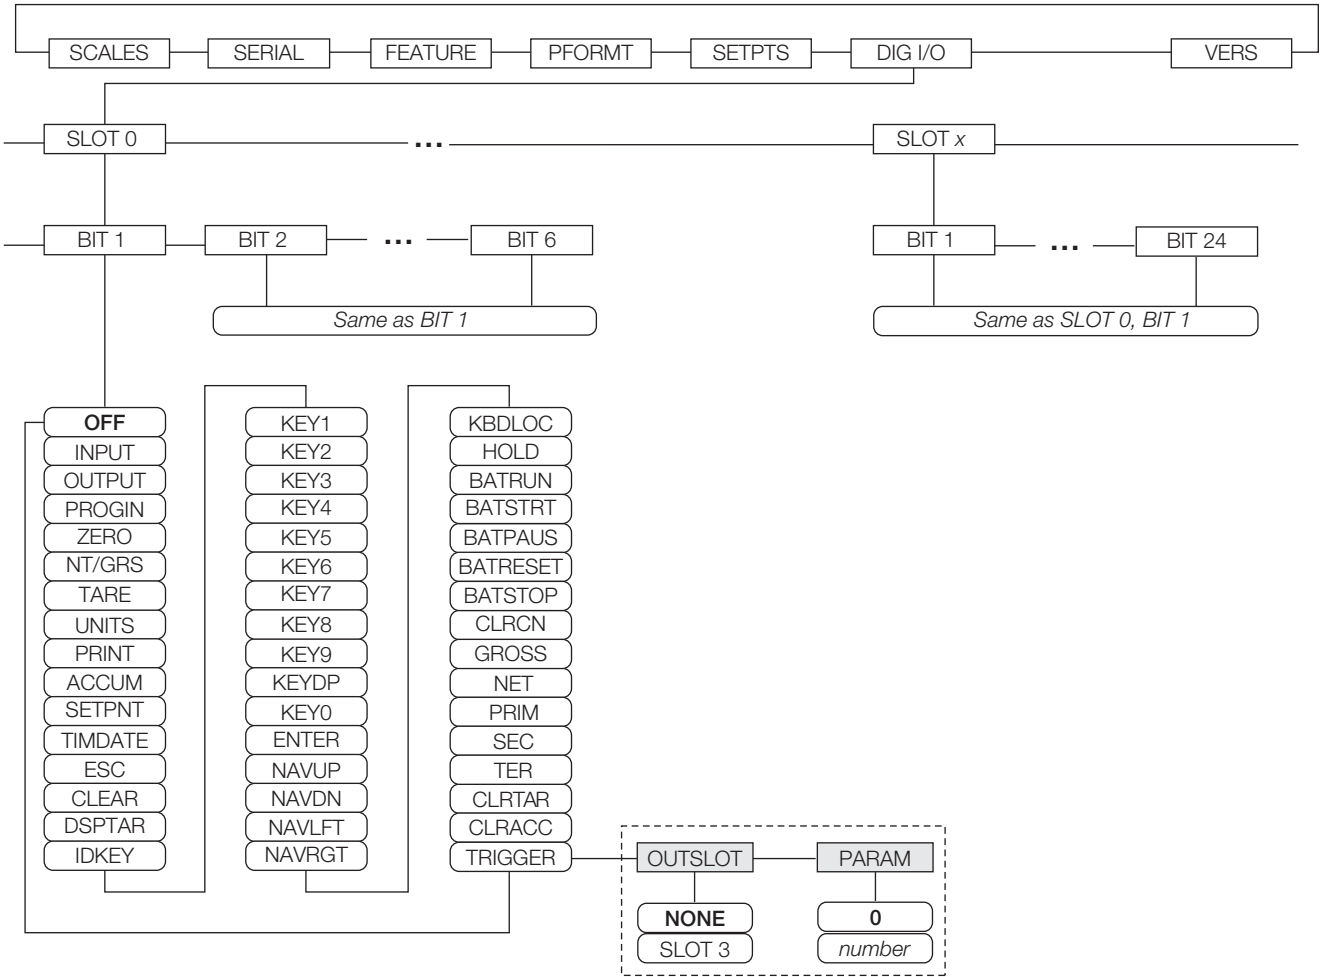 SCALES SERIAL FEATURE PFORMT SETPTS DIG I/O VERS
SLOT 0 ... SLOT x
BIT 1 BIT 2 ... BIT 6 BIT 1 ... BIT 24
Same as BIT 1 Same as SLOT 0, BIT 1
OFF
INPUT
OUTPUT
PROGIN
ZERO
NT/GRS
TARE
UNITS
PRINT
ACCUM
SETPNT
TIMDATE
ESC
CLEAR
DSPTAR
IDKEY
KEY1
KEY2
KEY3
KEY4
KEY5
KEY6
KEY7
KEY8
KEY9
KEYDP
KEY0
ENTER
NAVUP
NAVDN
NAVLFT
NAVRGT
KBDLOC
HOLD
BATRUN
BATSTRT
BATPAUS
BATRESET
BATSTOP
CLRCN
GROSS
NET
PRIM
SEC
TER
CLRTAR
CLRACC
TRIGGER
OUTSLOT PARAM
NONE 0
SLOT 3 number